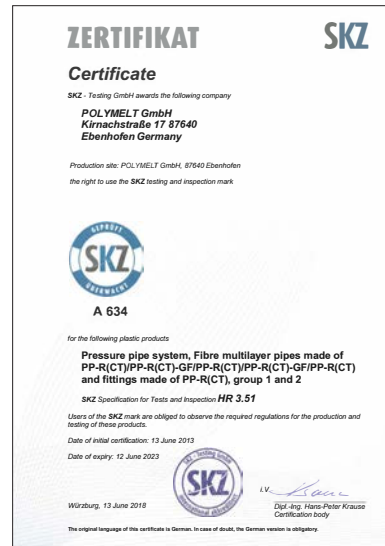 ZERTIFIKAT
SKZ
Certificate
SKZ - Testing GmbH awards the following company
POLYMELT GmbH
Kirnachstraße 17 87640
Ebenhofen Germany
Production site: POLYMELT GmbH, 87640 Ebenhofen
the right to use the SKZ testing and inspection mark
GEPRÜFT
SKZ
ÜBERWACHT
A 634
for the following plastic products
Pressure pipe system, Fibre multilayer pipes made of
PP-R(CT)/PP-R(CT)-GF/PP-R(CT)/PP-R(CT)-GF/PP-R(CT)
and fittings made of PP-R(CT), group 1 and 2
SKZ Specification for Tests and Inspection HR 3.51
Users of the SKZ mark are obliged to observe the required regulations for the production and
testing of these products.
Date of initial certification: 13 June 2013
Date of expiry: 12 June 2023
SKZ - Testing GmbH
SKZ
international akkreditiert
i.V.
Würzburg, 13 June 2018
Dipl.-Ing. Hans-Peter Krause
Certification body
The original language of this certificate is German. In case of doubt, the German version is obligatory.